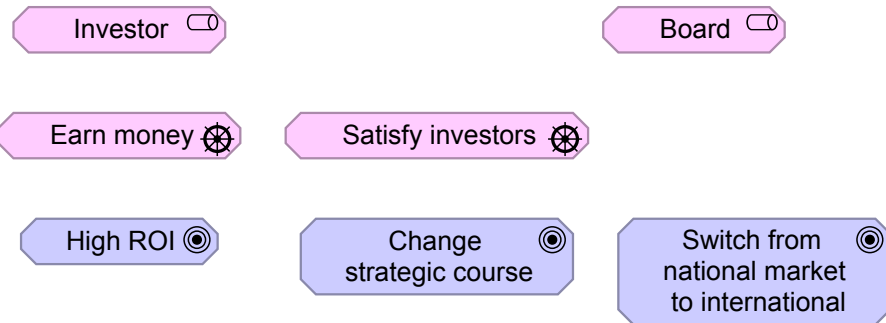 Investor
Board
Earn money
Satisfy investors
High ROI
Change
strategic course
Switch from
national market
to international